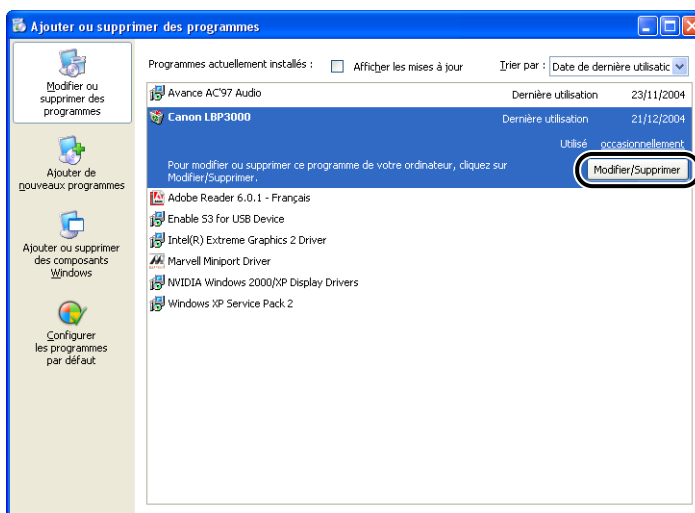 Ajouter ou supprimer des programmes
Modifier ou
supprimer des
programmes
Ajouter de
nouveaux programmes
Ajouter ou supprimer
des composants
Windows
Configurer
les programmes
par défaut
Programmes actuellement installés :
Afficher les mises à jour
Trier par :
Date de dernière utilisatic
Avance AC'97 Audio
Dernière utilisation
23/11/2004
Canon LBP3000
Dernière utilisation
21/12/2004
Utilisé
occasionnellement
Pour modifier ou supprimer ce programme de votre ordinateur, cliquez sur
Modifier/Supprimer.
Modifier/Supprimer
Adobe Reader 6.0.1 - Français
Enable S3 for USB Device
Intel(R) Extreme Graphics 2 Driver
Marvell Miniport Driver
NVIDIA Windows 2000/XP Display Drivers
Windows XP Service Pack 2